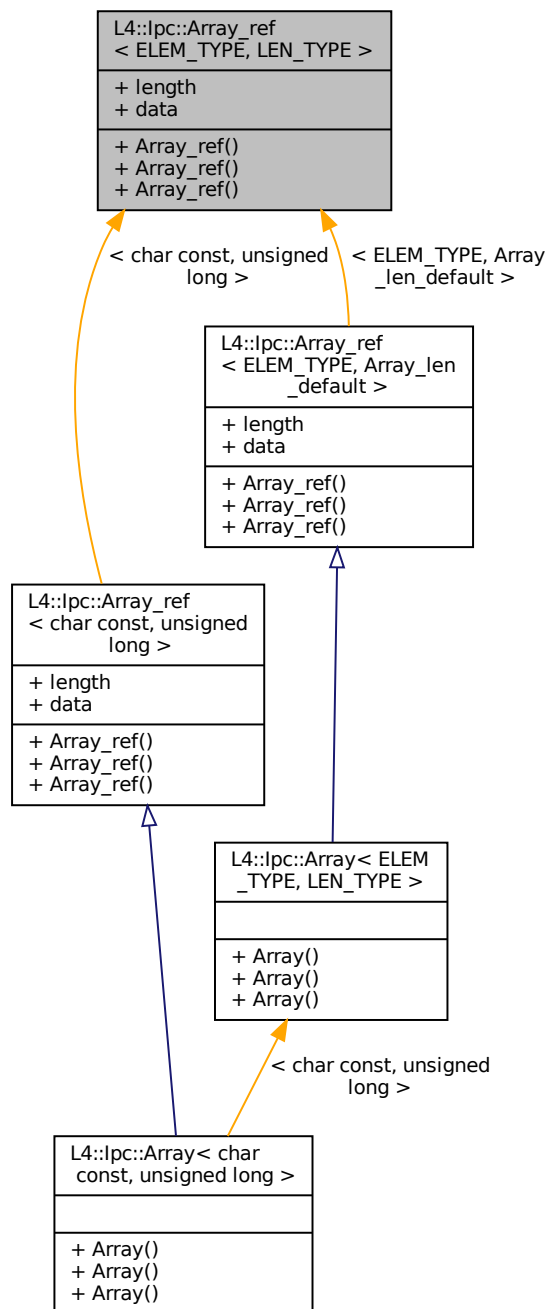 L4::Ipc::Array_ref
< ELEM_TYPE, LEN_TYPE >
+ length
+ data
+ Array_ref()
+ Array_ref()
+ Array_ref()
< char const, unsigned
long >
< ELEM_TYPE, Array
_len_default >
L4::Ipc::Array_ref
< ELEM_TYPE, Array_len
_default >
+ length
+ data
+ Array_ref()
+ Array_ref()
+ Array_ref()
L4::Ipc::Array_ref
< char const, unsigned
long >
+ length
+ data
+ Array_ref()
+ Array_ref()
+ Array_ref()
L4::Ipc::Array< ELEM
_TYPE, LEN_TYPE >
+ Array()
+ Array()
+ Array()
< char const, unsigned
long >
L4::Ipc::Array< char
const, unsigned long >
+ Array()
+ Array()
+ Array()